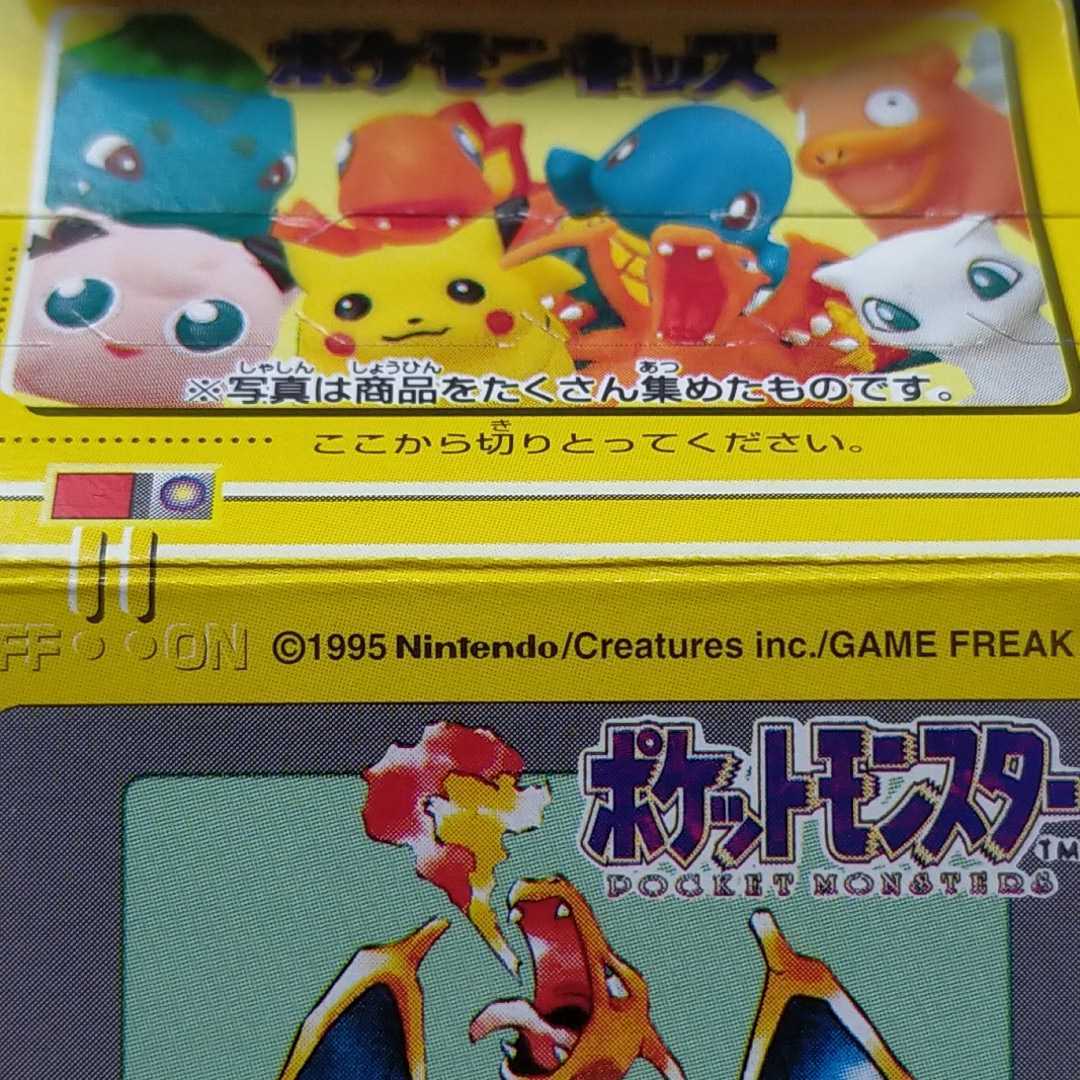 ポケモンキッズ
しゃしん しょうひん あつ
※写真は商品をたくさん集めたものです。
き
ここから切りとってください。
FF ON
©1995 Nintendo/Creatures inc./GAME FREAK
ポケットモンスター TM
POCKET MONSTERS